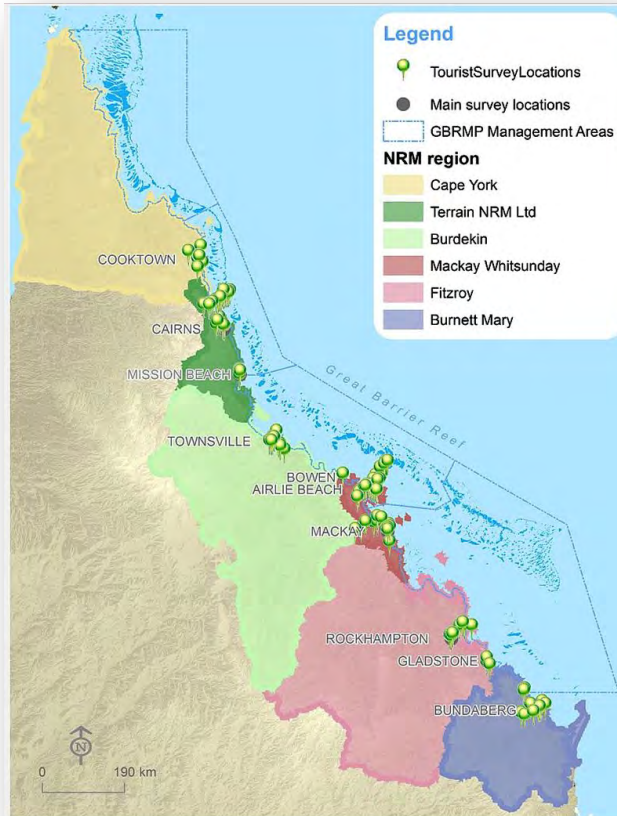 Legend
TouristSurveyLocations
Main survey locations
GBRMP Management Areas
NRM region
Cape York
Terrain NRM Ltd
Burdekin
Mackay Whitsunday
Fitzroy
Burnett Mary
COOKTOWN
CAIRNS
MISSION BEACH
Great Barrier Reef
TOWNSVILLE
BOWEN
AIRLIE BEACH
MACKAY
ROCKHAMPTON
GLADSTONE
BUNDABERG
N
0 190 km